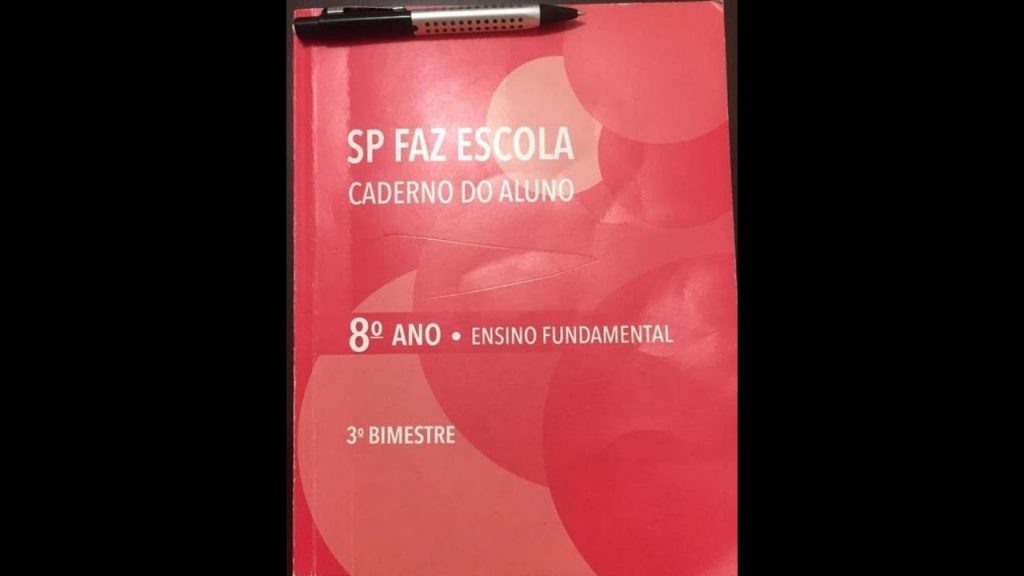 SP FAZ ESCOLA
CADERNO DO ALUNO
8º ANO • ENSINO FUNDAMENTAL
3º BIMESTRE